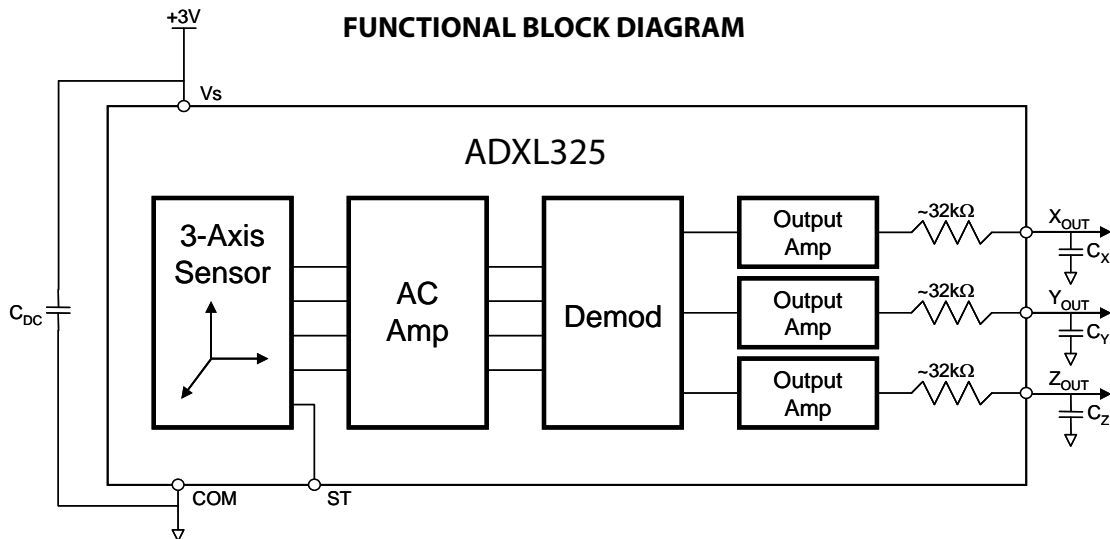 +3V
FUNCTIONAL BLOCK DIAGRAM
Vs
ADXL325
3-Axis
Sensor
AC
Amp
Demod
Output
Amp
~32kΩ
XOUT
CX
Output
Amp
~32kΩ
YOUT
CY
Output
Amp
~32kΩ
ZOUT
CZ
CDC
COM
ST